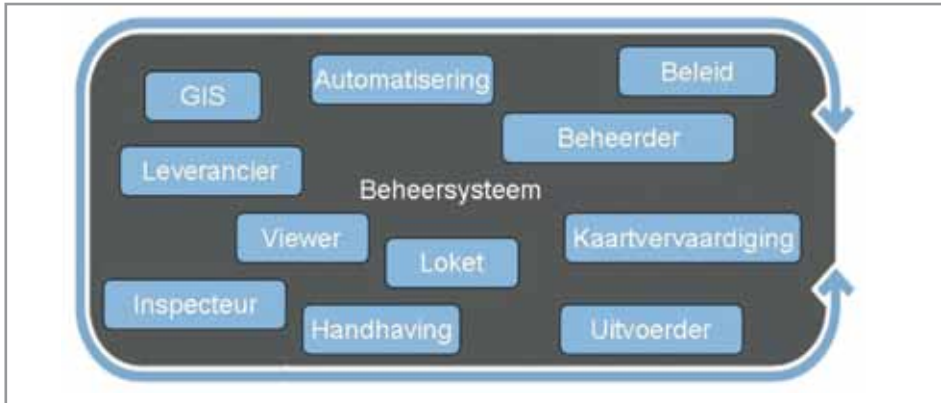 GIS
Automatisering
Beleid
Beheerder
Leverancier
Beheersysteem
Viewer
Loket
Kaartvervaardiging
Inspecteur
Handhaving
Uitvoerder